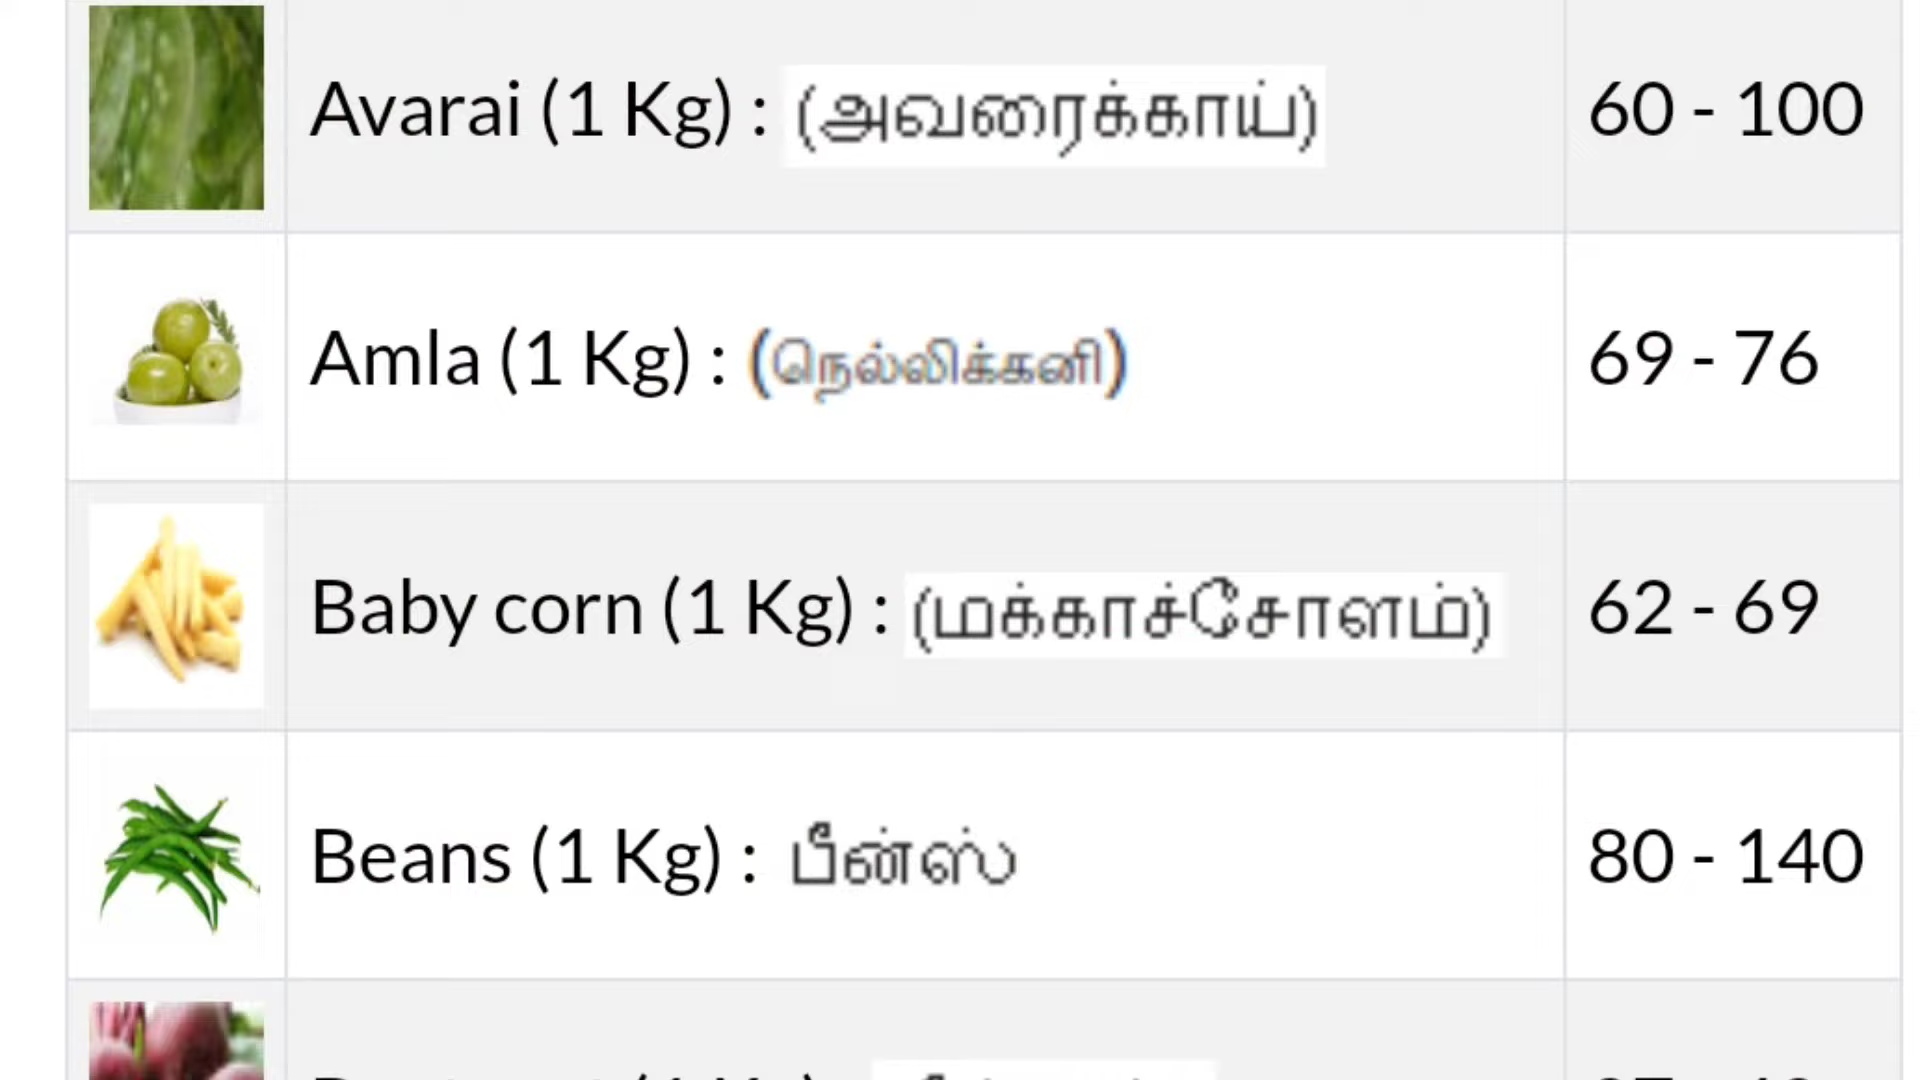 Avarai (1 Kg) : (அவரைக்காய்) 60 - 100
Amla (1 Kg) : (நெல்லிக்கனி) 69 - 76
Baby corn (1 Kg) : (மக்காச்சோளம்) 62 - 69
Beans (1 Kg) : பீன்ஸ் 80 - 140